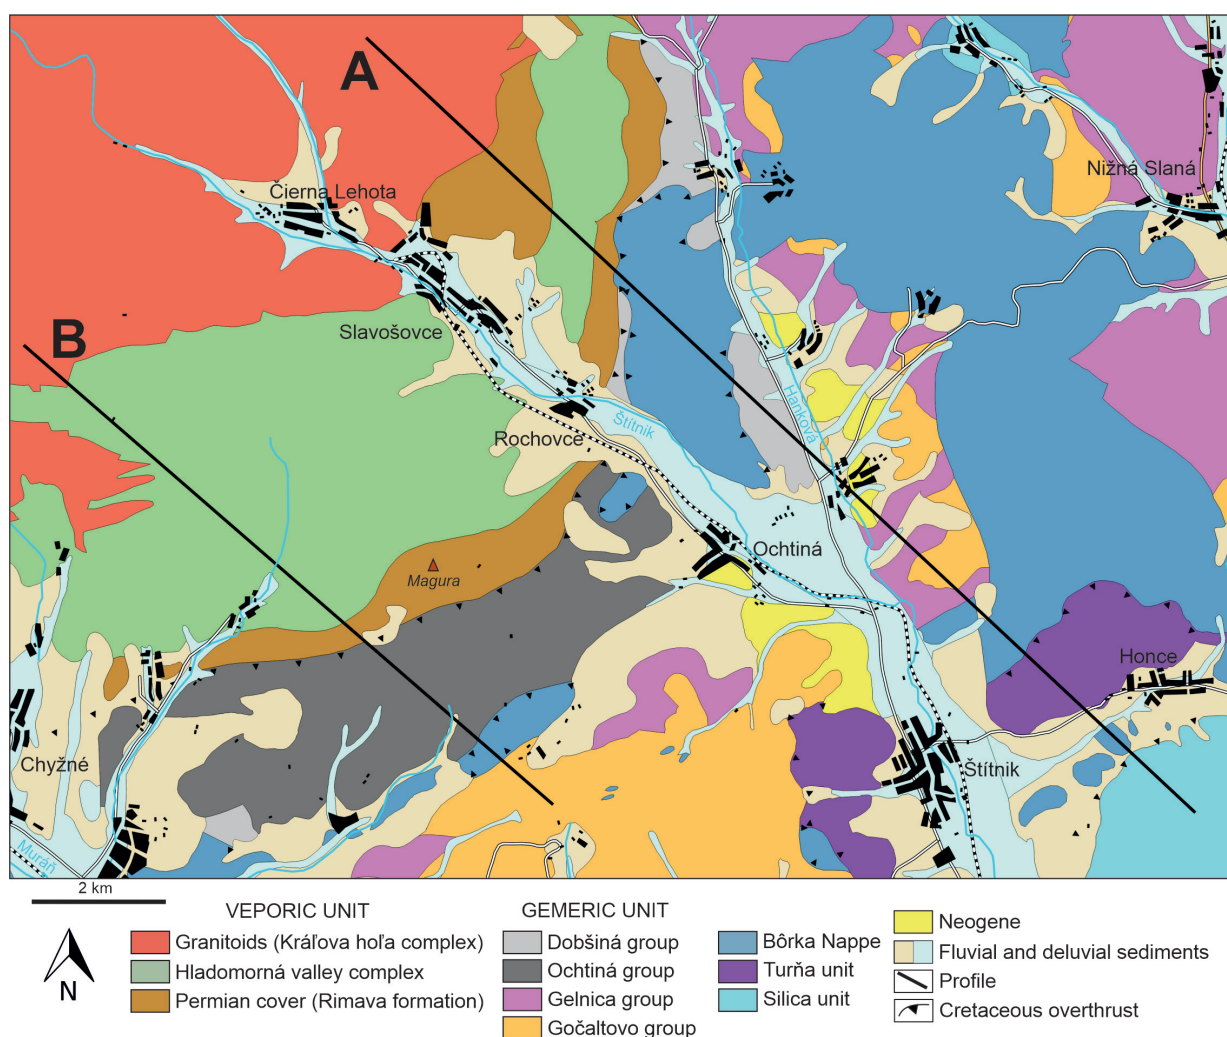 A
Nižná Slaná
Čierna Lehota
Slavošovce
B
Hanková
Štítnik
Rochovce
Ochtiná
Magura
Honce
Chyžné
Štítnik
Muráň
2 km
N
VEPORIC UNIT
Granitoids (Kráľova hoľa complex)
Hladomorná valley complex
Permian cover (Rimava formation)
GEMERIC UNIT
Dobšiná group
Ochtiná group
Gelnica group
Gočaltovo group
Bôrka Nappe
Turňa unit
Silica unit
Neogene
Fluvial and deluvial sediments
Profile
Cretaceous overthrust